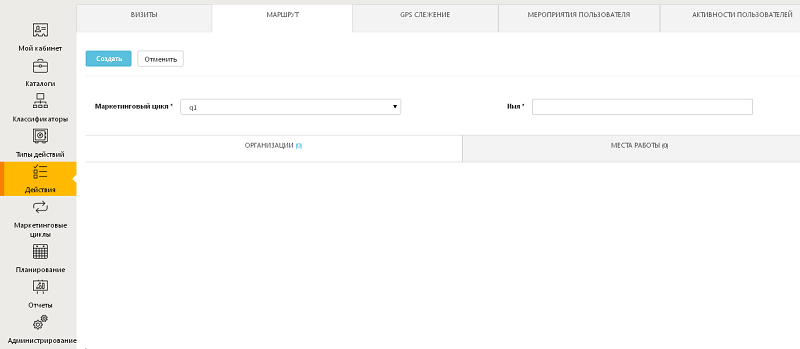 ВИЗИТЫ
МАРШРУТ
GPS СЛЕЖЕНИЕ
МЕРОПРИЯТИЯ ПОЛЬЗОВАТЕЛЯ
АКТИВНОСТИ ПОЛЬЗОВАТЕЛЕЙ
Мой кабинет
Каталоги
Классификаторы
Типы действий
Действия
Маркетинговые
циклы
Планирование
Отчеты
Администрирование
Создать
Отменить
Маркетинговый цикл *
q1
Имя *
ОРГАНИЗАЦИИ (0)
МЕСТА РАБОТЫ (0)